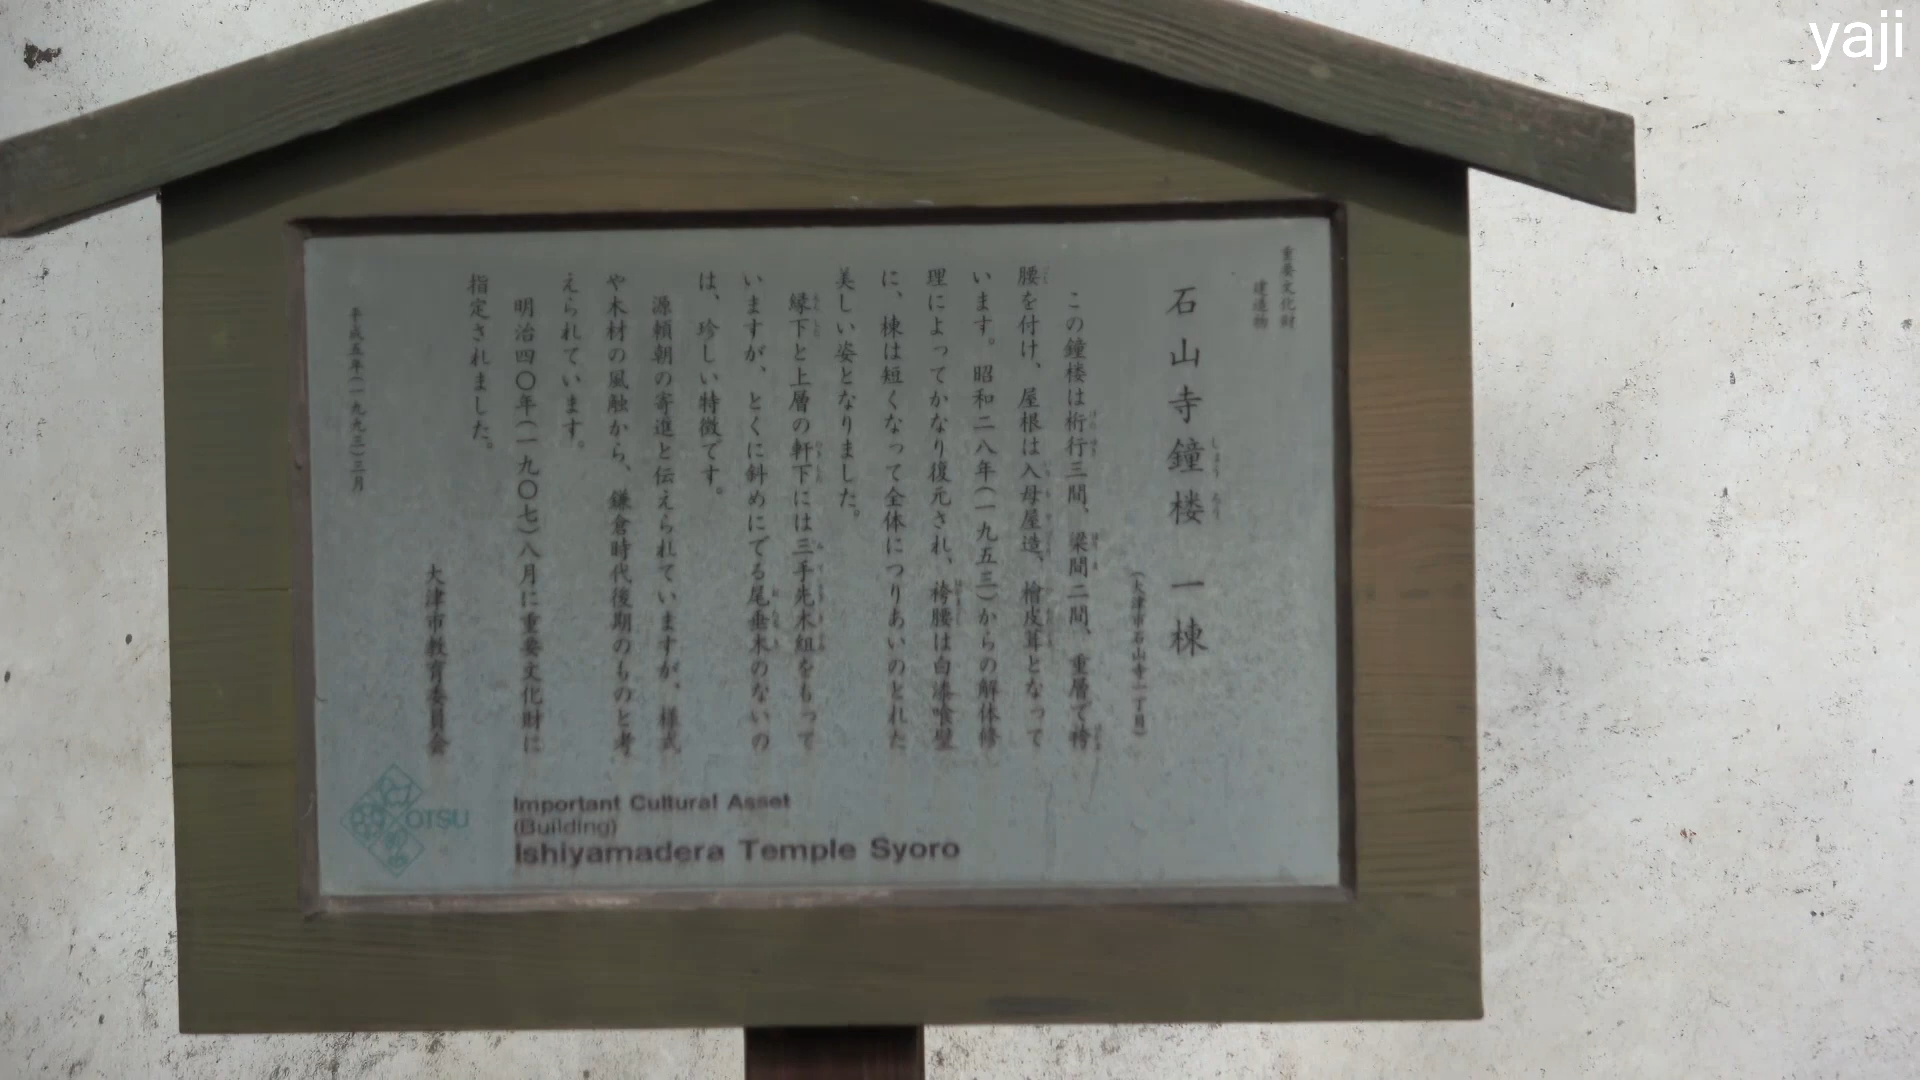 重要文化財
建造物
石山寺鐘楼 一棟
(大津市石山寺一丁目)
この鐘楼は桁行三間、梁間二間、重層で袴
腰を付け、屋根は入母屋造、檜皮葺となって
います。昭和二八年(一九五三)からの解体修
理によってかなり復元され、袴腰は白漆喰壁
に、棟は短くなって全体につりあいのとれた
美しい姿となりました。
縁下と上層の軒下には三手先木組をもって
いますが、とくに斜めにでる尾垂木のないの
は、珍しい特徴です。
源頼朝の寄進と伝えられていますが、様式
や木材の風触から、鎌倉時代後期のものと考
えられています。
明治四〇年(一九〇七)八月に重要文化財に
指定されました。
大津市教育委員会
平成五年(一九九三)三月
OTSU
Important Cultural Asset
(Building)
Ishiyamadera Temple Syoro
yaji